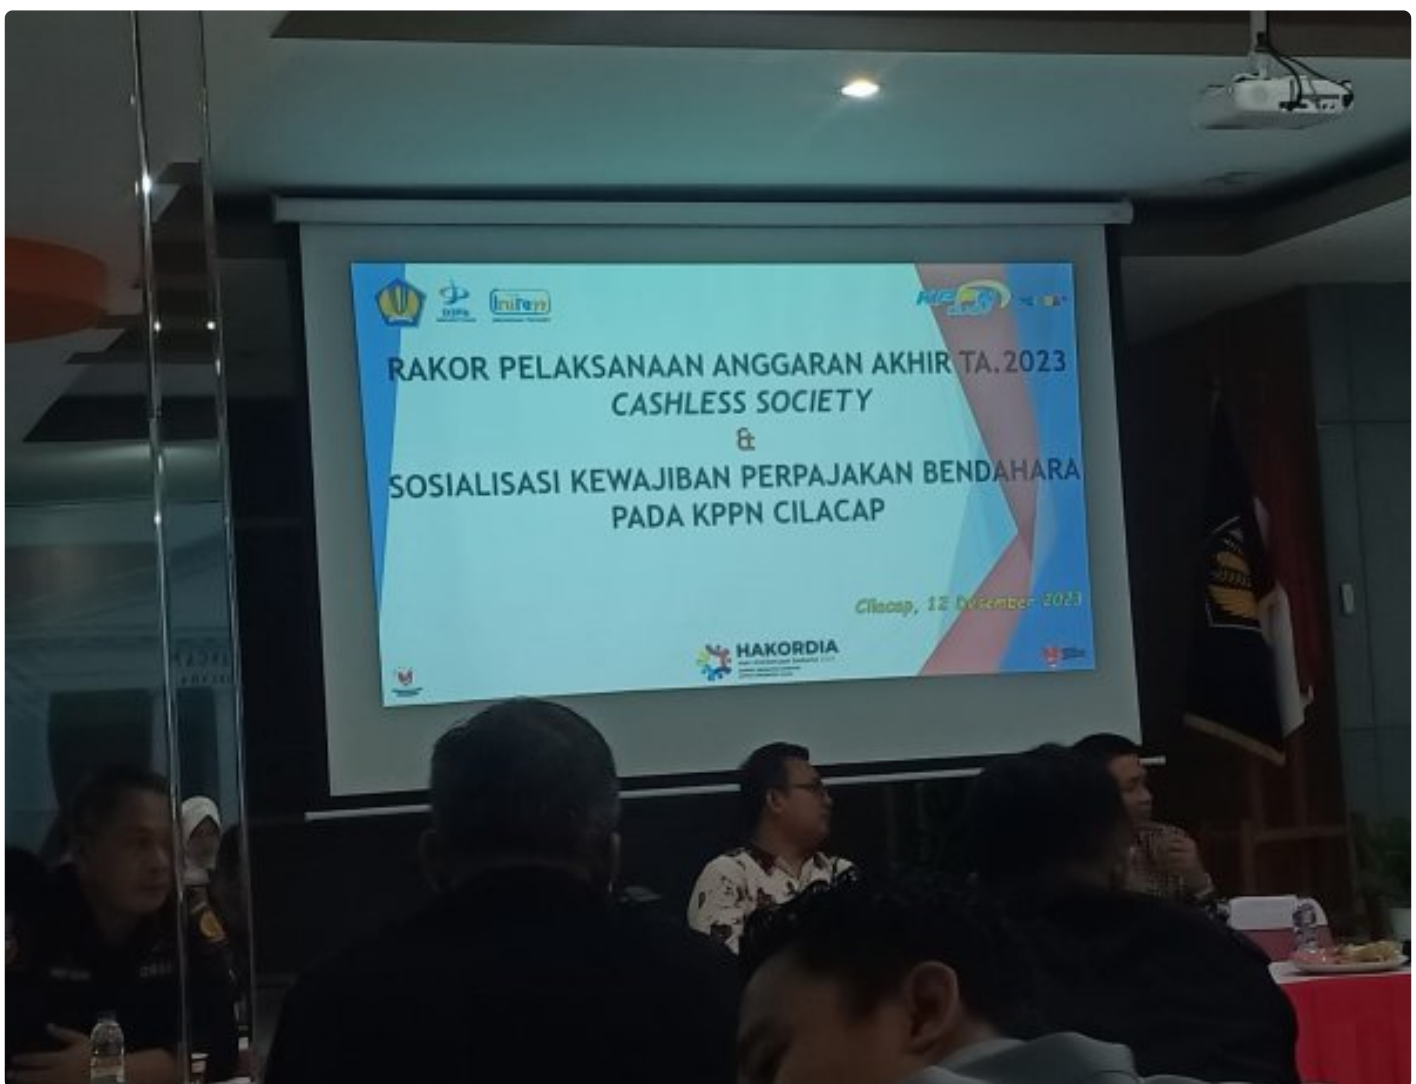 DJPb
RAKOR PELAKSANAAN ANGGARAN AKHIR TA.2023
CASHLESS SOCIETY
&
SOSIALISASI KEWAJIBAN PERPAJAKAN BENDAHARA
PADA KPPN CILACAP
Cilacap, 12 Desember 2023
HAKORDIA